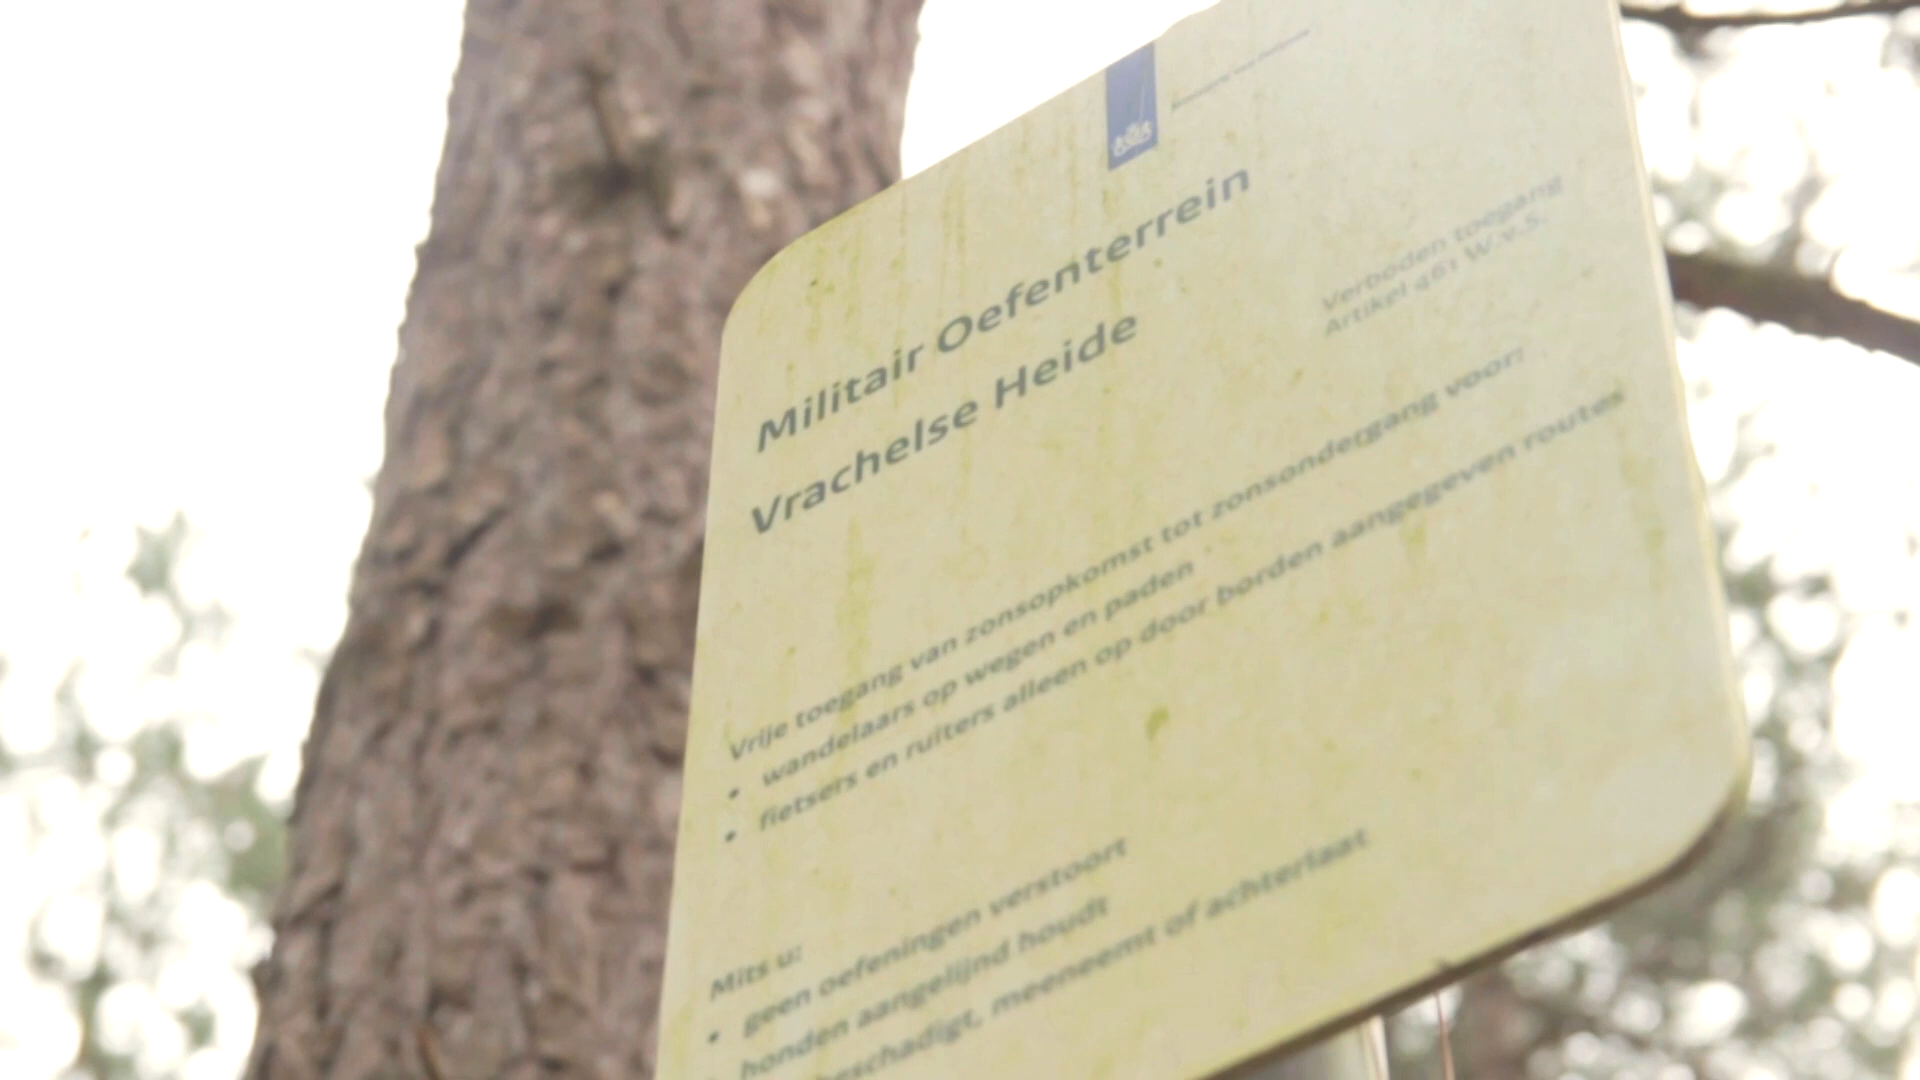 Militair Oefenterrein
Vrachelse Heide
Verboden toegang
Artikel 461 W.v.S.
Vrije toegang van zonsopkomst tot zonsondergang voor:
• wandelaars op wegen en paden
• fietsers en ruiters alleen op door borden aangegeven routes
Mits u:
• geen oefeningen verstoort
honden aangelijnd houdt
beschadigt, meeneemt of achterlaat